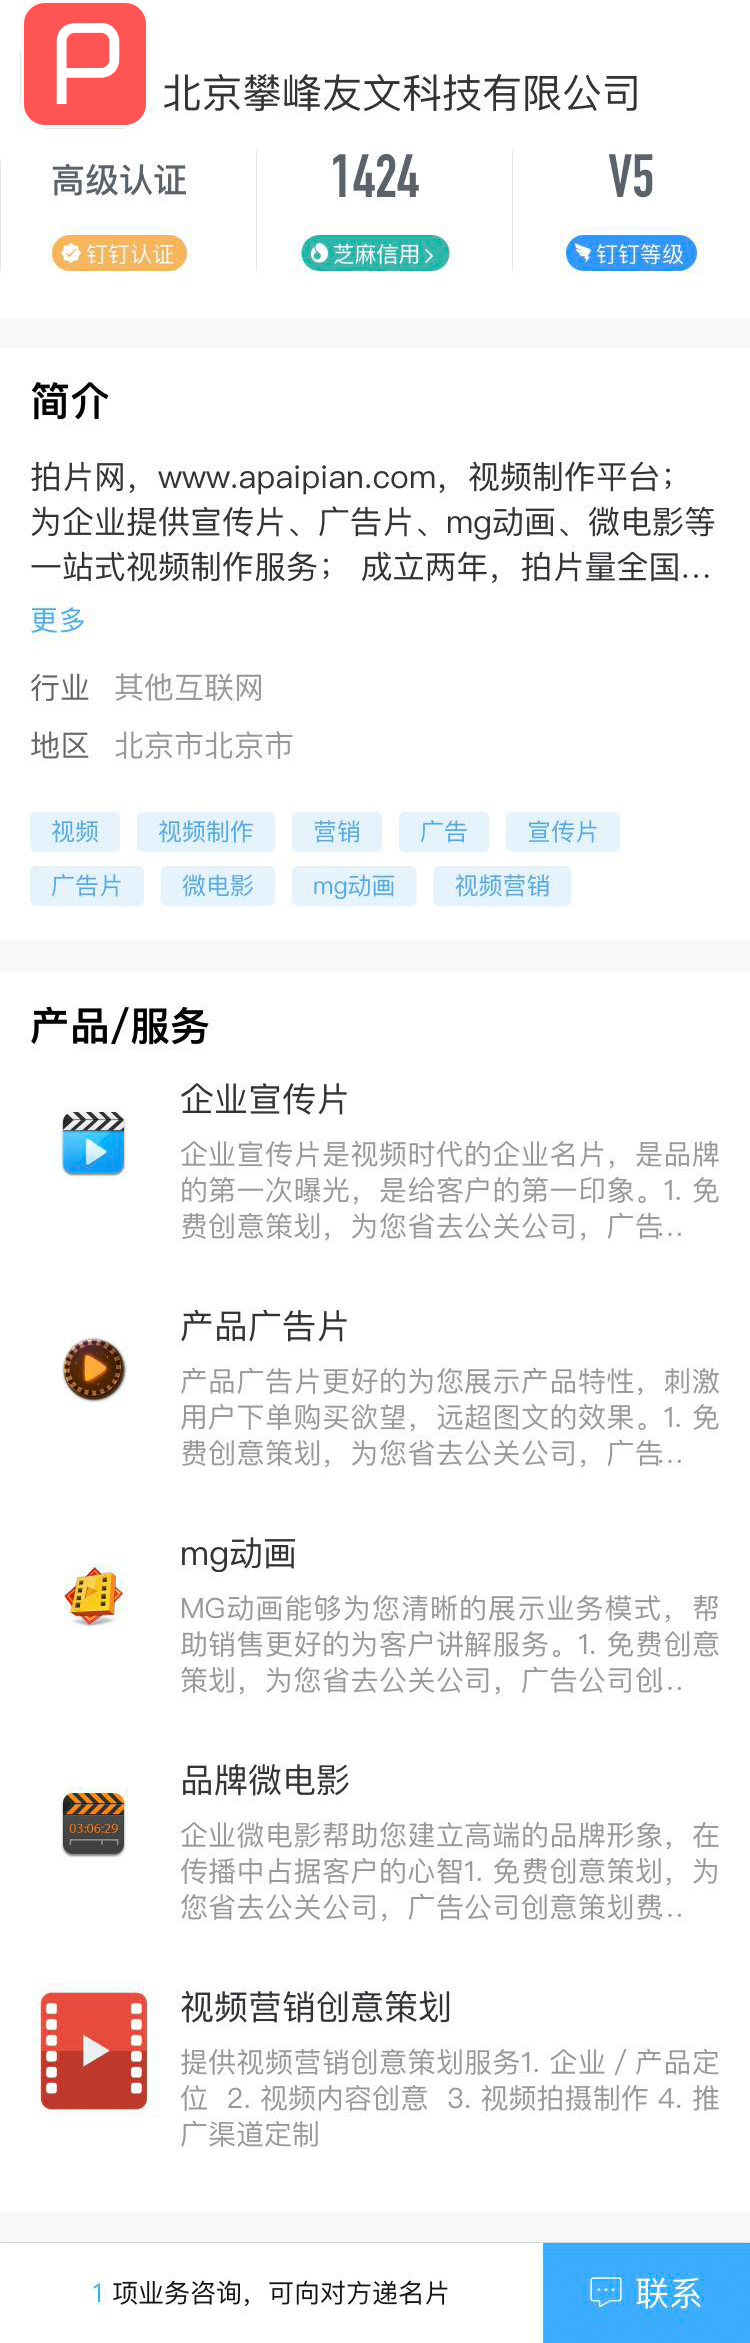 北京攀峰友文科技有限公司
高级认证
1424
V5
钉钉认证
芝麻信用>
钉钉等级
简介
拍片网，www.apaipian.com，视频制作平台；
为企业提供宣传片、广告片、mg动画、微电影等
一站式视频制作服务； 成立两年，拍片量全国...
更多
行业 其他互联网
地区 北京市北京市
视频 视频制作 营销 广告 宣传片
广告片 微电影 mg动画 视频营销
产品/服务
企业宣传片
企业宣传片是视频时代的企业名片，是品牌
的第一次曝光，是给客户的第一印象。1. 免
费创意策划，为您省去公关公司，广告...
产品广告片
产品广告片更好的为您展示产品特性，刺激
用户下单购买欲望，远超图文的效果。1. 免
费创意策划，为您省去公关公司，广告...
mg动画
MG动画能够为您清晰的展示业务模式，帮
助销售更好的为客户讲解服务。1. 免费创意
策划，为您省去公关公司，广告公司创...
品牌微电影
03:06:29
企业微电影帮助您建立高端的品牌形象，在
传播中占据客户的心智1. 免费创意策划，为
您省去公关公司，广告公司创意策划费...
视频营销创意策划
提供视频营销创意策划服务1. 企业 / 产品定
位 2. 视频内容创意 3. 视频拍摄制作 4. 推
广渠道定制
1 项业务咨询，可向对方递名片
联系